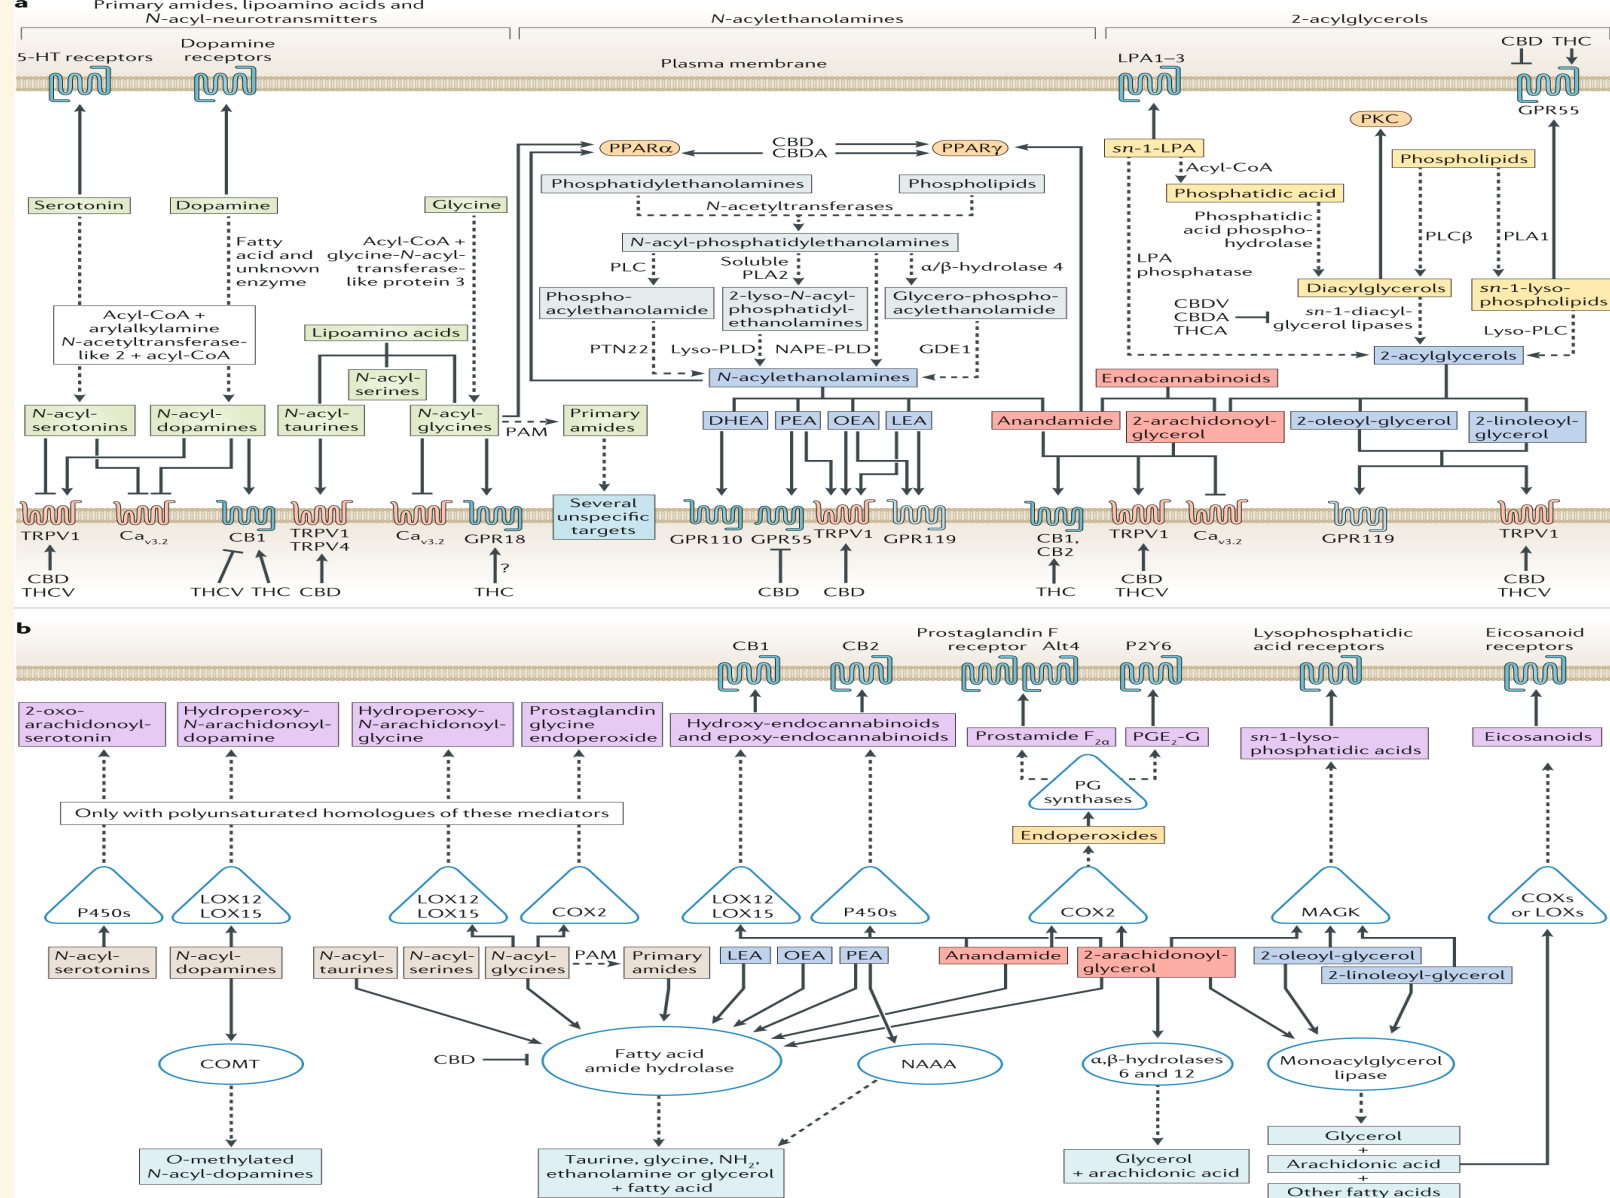 a
Primary amides, lipoamino acids and
N-acyl-neurotransmitters
N-acylethanolamines
2-acylglycerols
5-HT receptors
Dopamine
receptors
Plasma membrane
LPA1–3
CBD
THC
GPR55
PKC
PPARα
CBD
CBDA
PPARγ
sn-1-LPA
Acyl-CoA
Phospholipids
Phosphatidylethanolamines
Phospholipids
Phosphatidic acid
Serotonin
Dopamine
Glycine
N-acetyltransferases
Phosphatidic
acid phospho-
hydrolase
PLCβ
PLA1
Fatty
acid and
unknown
enzyme
Acyl-CoA +
glycine-N-acyl-
transferase-
like protein 3
N-acyl-phosphatidylethanolamines
PLC
Soluble
PLA2
α/β-hydrolase 4
LPA
phosphatase
Phospho-
acylethanolamide
2-lyso-N-acyl-
phosphatidyl-
ethanolamines
Glycero-phospho-
acylethanolamide
Diacylglycerols
sn-1-lyso-
phospholipids
Acyl-CoA +
arylalkylamine
N-acetyltransferase-
like 2 + acyl-CoA
Lipoamino acids
CBDV
CBDA
THCA
sn-1-diacyl-
glycerol lipases
Lyso-PLC
PTN22
Lyso-PLD
NAPE-PLD
GDE1
2-acylglycerols
N-acyl-
serines
N-acylethanolamines
Endocannabinoids
N-acyl-
serotonins
N-acyl-
dopamines
N-acyl-
taurines
N-acyl-
glycines
PAM
Primary
amides
DHEA
PEA
OEA
LEA
Anandamide
2-arachidonoyl-
glycerol
2-oleoyl-glycerol
2-linoleoyl-
glycerol
Several
unspecific
targets
TRPV1
Cav3.2
CB1
TRPV1
TRPV4
Cav3.2
GPR18
GPR110
GPR55
TRPV1
GPR119
CB1,
CB2
TRPV1
Cav3.2
GPR119
TRPV1
?
CBD
THCV
THCV
THC
CBD
THC
CBD
CBD
THC
CBD
THCV
CBD
THCV
b
CB1
CB2
Prostaglandin F
receptor
Alt4
P2Y6
Lysophosphatidic
acid receptors
Eicosanoid
receptors
2-oxo-
arachidonoyl-
serotonin
Hydroperoxy-
N-arachidonoyl-
dopamine
Hydroperoxy-
N-arachidonoyl-
glycine
Prostaglandin
glycine
endoperoxide
Hydroxy-endocannabinoids
and epoxy-endocannabinoids
Prostamide F2α
PGE2-G
sn-1-lyso-
phosphatidic acids
Eicosanoids
PG
synthases
Only with polyunsaturated homologues of these mediators
Endoperoxides
P450s
LOX12
LOX15
LOX12
LOX15
COX2
LOX12
LOX15
P450s
COX2
MAGK
COXs
or LOXs
N-acyl-
serotonins
N-acyl-
dopamines
N-acyl-
taurines
N-acyl-
serines
N-acyl-
glycines
PAM
Primary
amides
LEA
OEA
PEA
Anandamide
2-arachidonoyl-
glycerol
2-oleoyl-glycerol
2-linoleoyl-glycerol
COMT
CBD
Fatty acid
amide hydrolase
NAAA
α,β-hydrolases
6 and 12
Monoacylglycerol
lipase
O-methylated
N-acyl-dopamines
Taurine, glycine, NH2,
ethanolamine or glycerol
+ fatty acid
Glycerol
+ arachidonic acid
Glycerol
+
Arachidonic acid
+
Other fatty acids